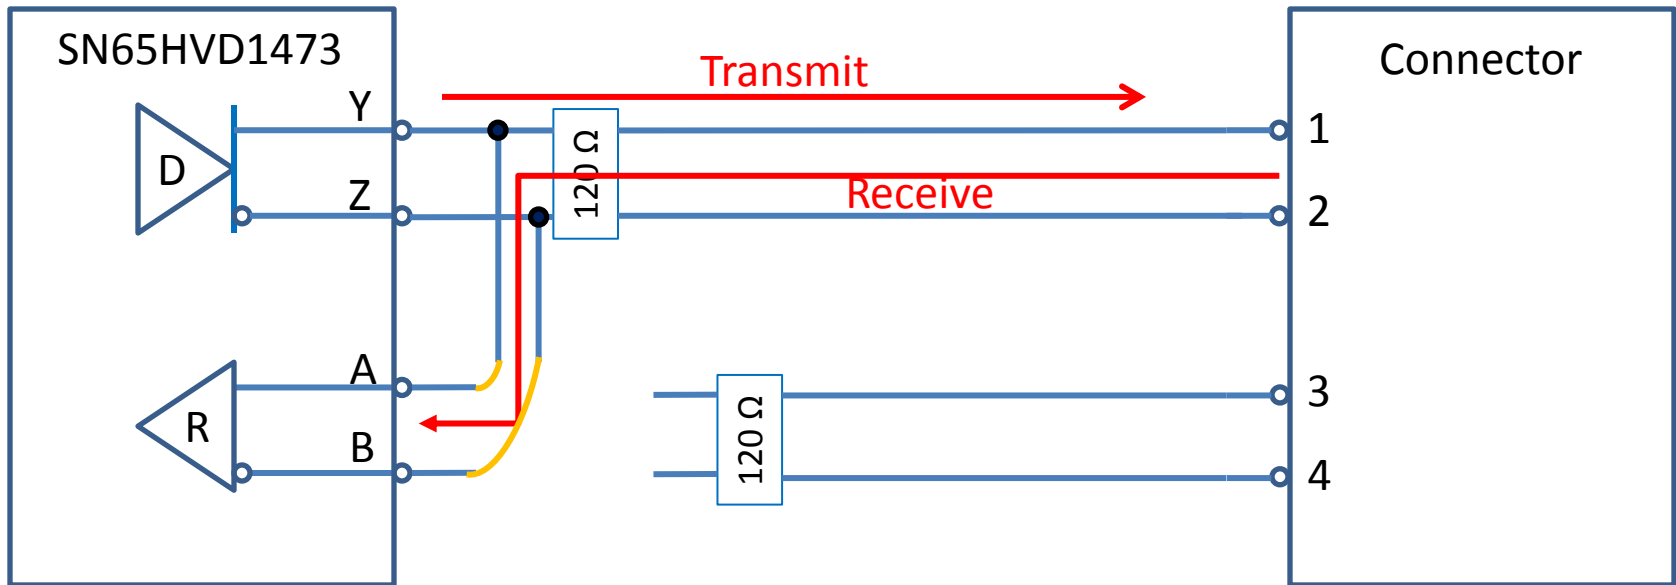 SN65HVD1473
Connector
Transmit
Y
1
D
120 Ω
Receive
Z
2
A
3
R
120 Ω
B
4